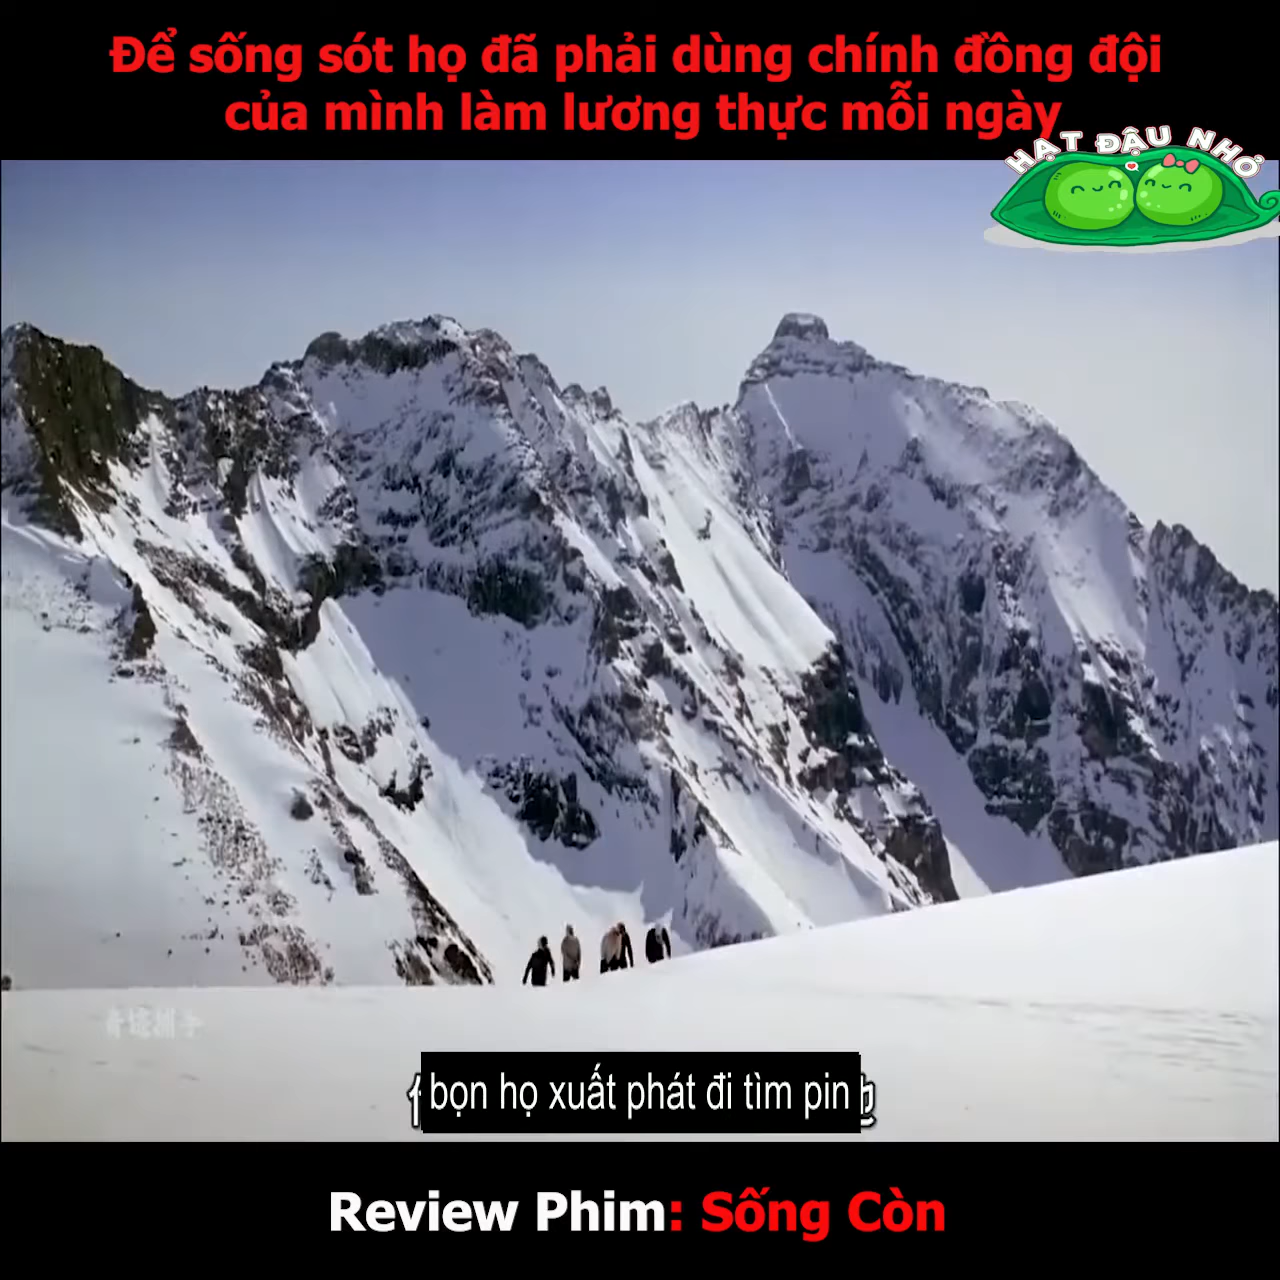 Để sống sót họ đã phải dùng chính đồng đội
của mình làm lương thực mỗi ngày
HẠT ĐẬU NHỎ
bọn họ xuất phát đi tìm pin
Review Phim: Sống Còn